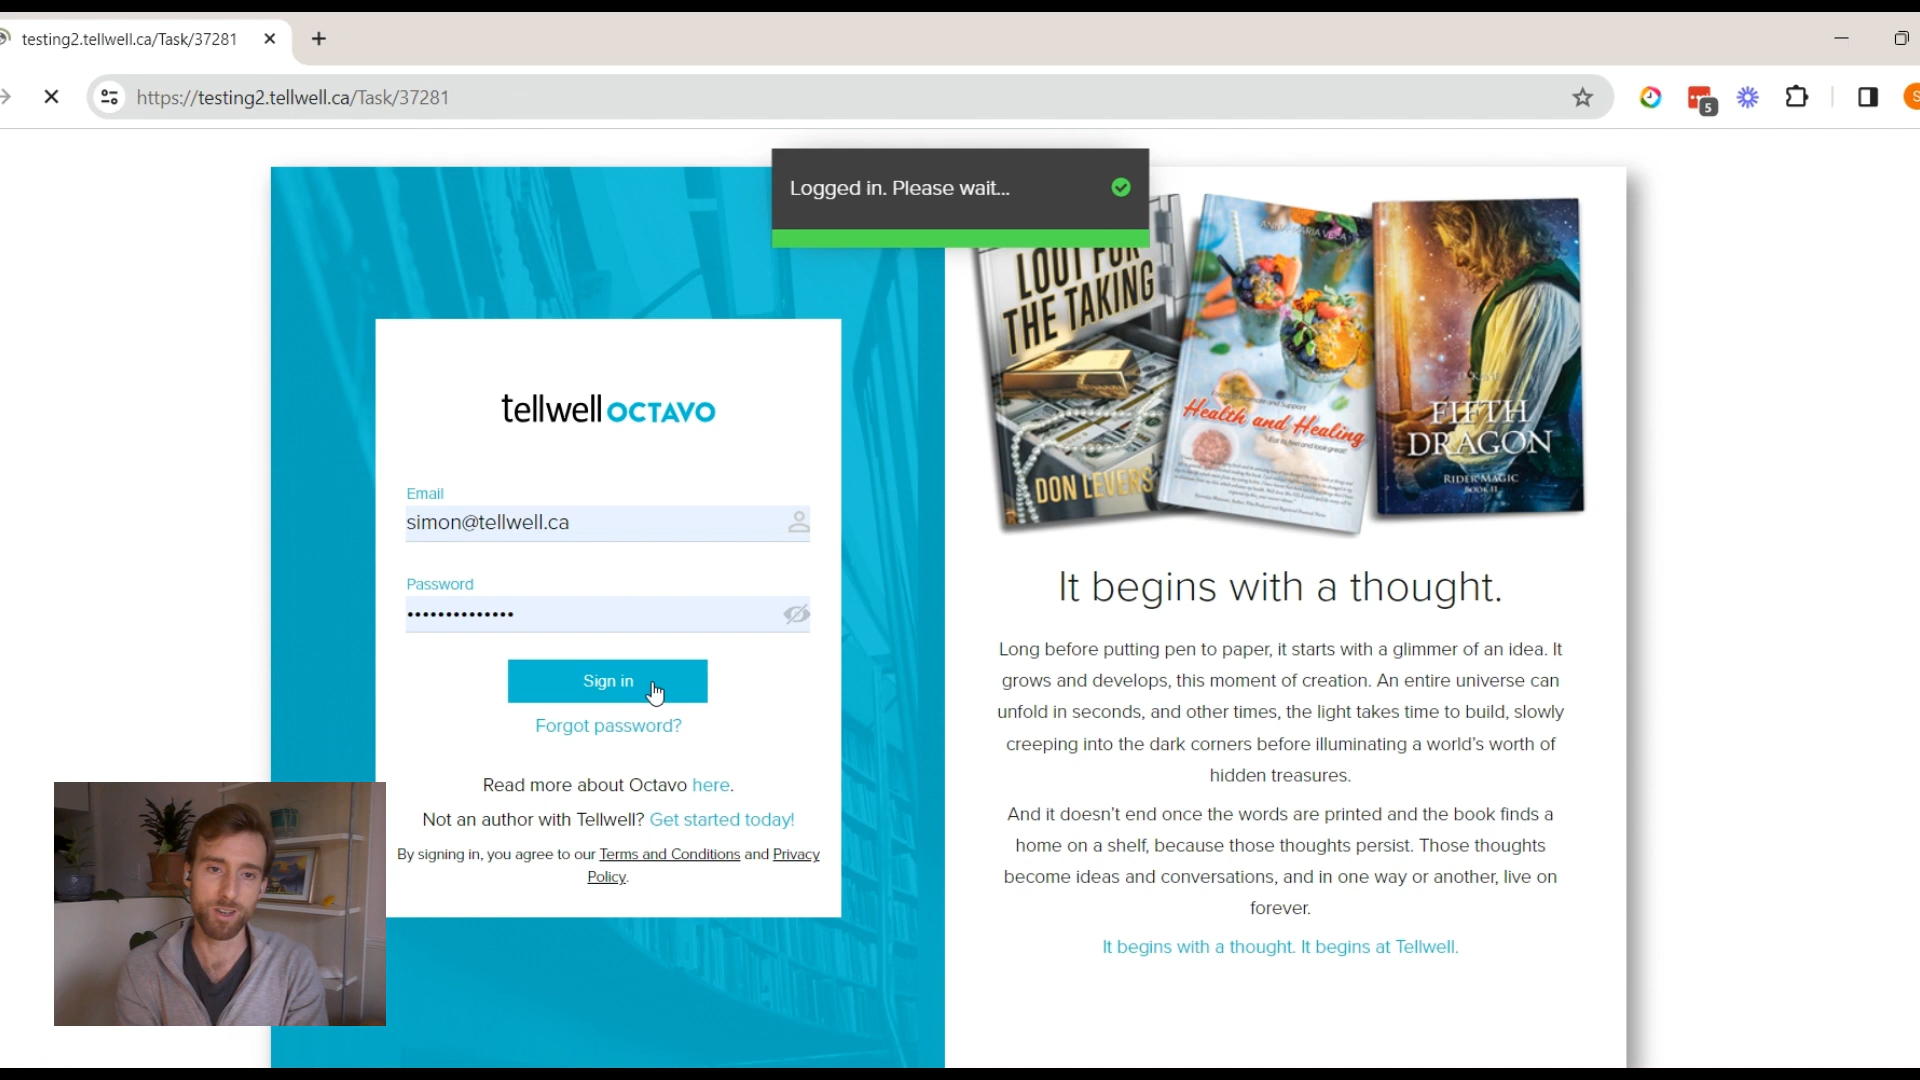 testing2.tellwell.ca/Task/37281
https://testing2.tellwell.ca/Task/37281
5
S
Logged in. Please wait...
tellwell OCTAVO
Email
simon@tellwell.ca
Password
••••••••••••••
Sign in
Forgot password?
Read more about Octavo here.
Not an author with Tellwell? Get started today!
By signing in, you agree to our Terms and Conditions and Privacy
Policy.
LOOT FOR
THE TAKING
DON LEVERS
Health and Healing
FIFTH
DRAGON
RIDER MAGIC
BOOK II
It begins with a thought.
Long before putting pen to paper, it starts with a glimmer of an idea. It
grows and develops, this moment of creation. An entire universe can
unfold in seconds, and other times, the light takes time to build, slowly
creeping into the dark corners before illuminating a world's worth of
hidden treasures.
And it doesn't end once the words are printed and the book finds a
home on a shelf, because those thoughts persist. Those thoughts
become ideas and conversations, and in one way or another, live on
forever.
It begins with a thought. It begins at Tellwell.